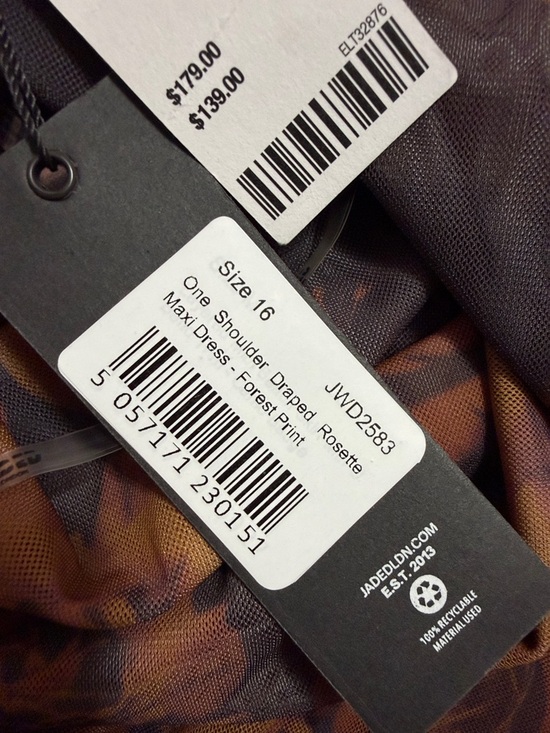 $179.00
$139.00
ELT32876
Size 16
One Shoulder Draped Rosette
Maxi Dress - Forest Print
JWD2583
5 057171 230151
JADEDLDN.COM
E.S.T. 2013
100% RECYCLABLE
MATERIAL USED